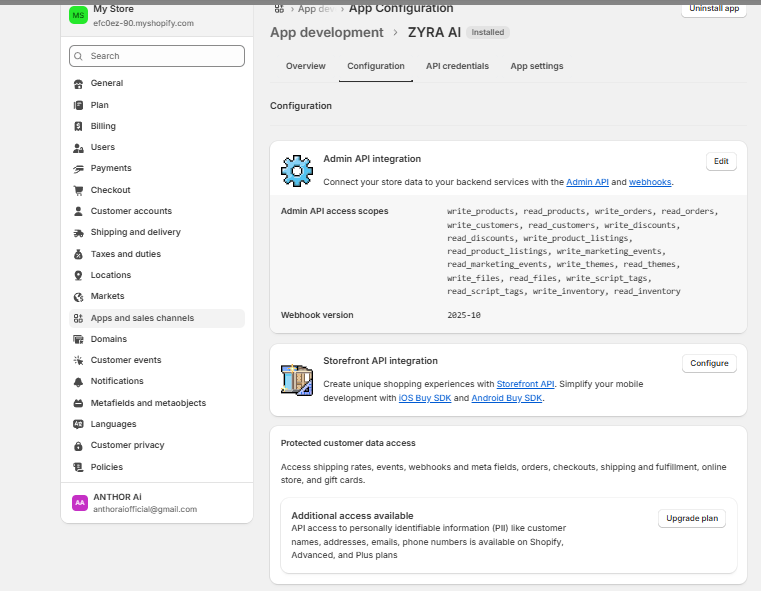 MS
My Store
efc0ez-90.myshopify.com
Search
General
Plan
Billing
Users
Payments
Checkout
Customer accounts
Shipping and delivery
Taxes and duties
Locations
Markets
Apps and sales channels
Domains
Customer events
Notifications
Metafields and metaobjects
Languages
Customer privacy
Policies
AA
ANTHOR Ai
anthoraiofficial@gmail.com
› App dev › App Configuration
Uninstall app
App development › ZYRA AI Installed
Overview Configuration API credentials App settings
Configuration
Admin API integration
Edit
Connect your store data to your backend services with the Admin API and webhooks.
Admin API access scopes
write_products, read_products, write_orders, read_orders,
write_customers, read_customers, write_discounts,
read_discounts, write_product_listings,
read_product_listings, write_marketing_events,
read_marketing_events, write_themes, read_themes,
write_files, read_files, write_script_tags,
read_script_tags, write_inventory, read_inventory
Webhook version 2025-10
Storefront API integration
Configure
Create unique shopping experiences with Storefront API. Simplify your mobile
development with iOS Buy SDK and Android Buy SDK.
Protected customer data access
Access shipping rates, events, webhooks and meta fields, orders, checkouts, shipping and fulfillment, online
store, and gift cards.
Additional access available
Upgrade plan
API access to personally identifiable information (PII) like customer
names, addresses, emails, phone numbers is available on Shopify,
Advanced, and Plus plans